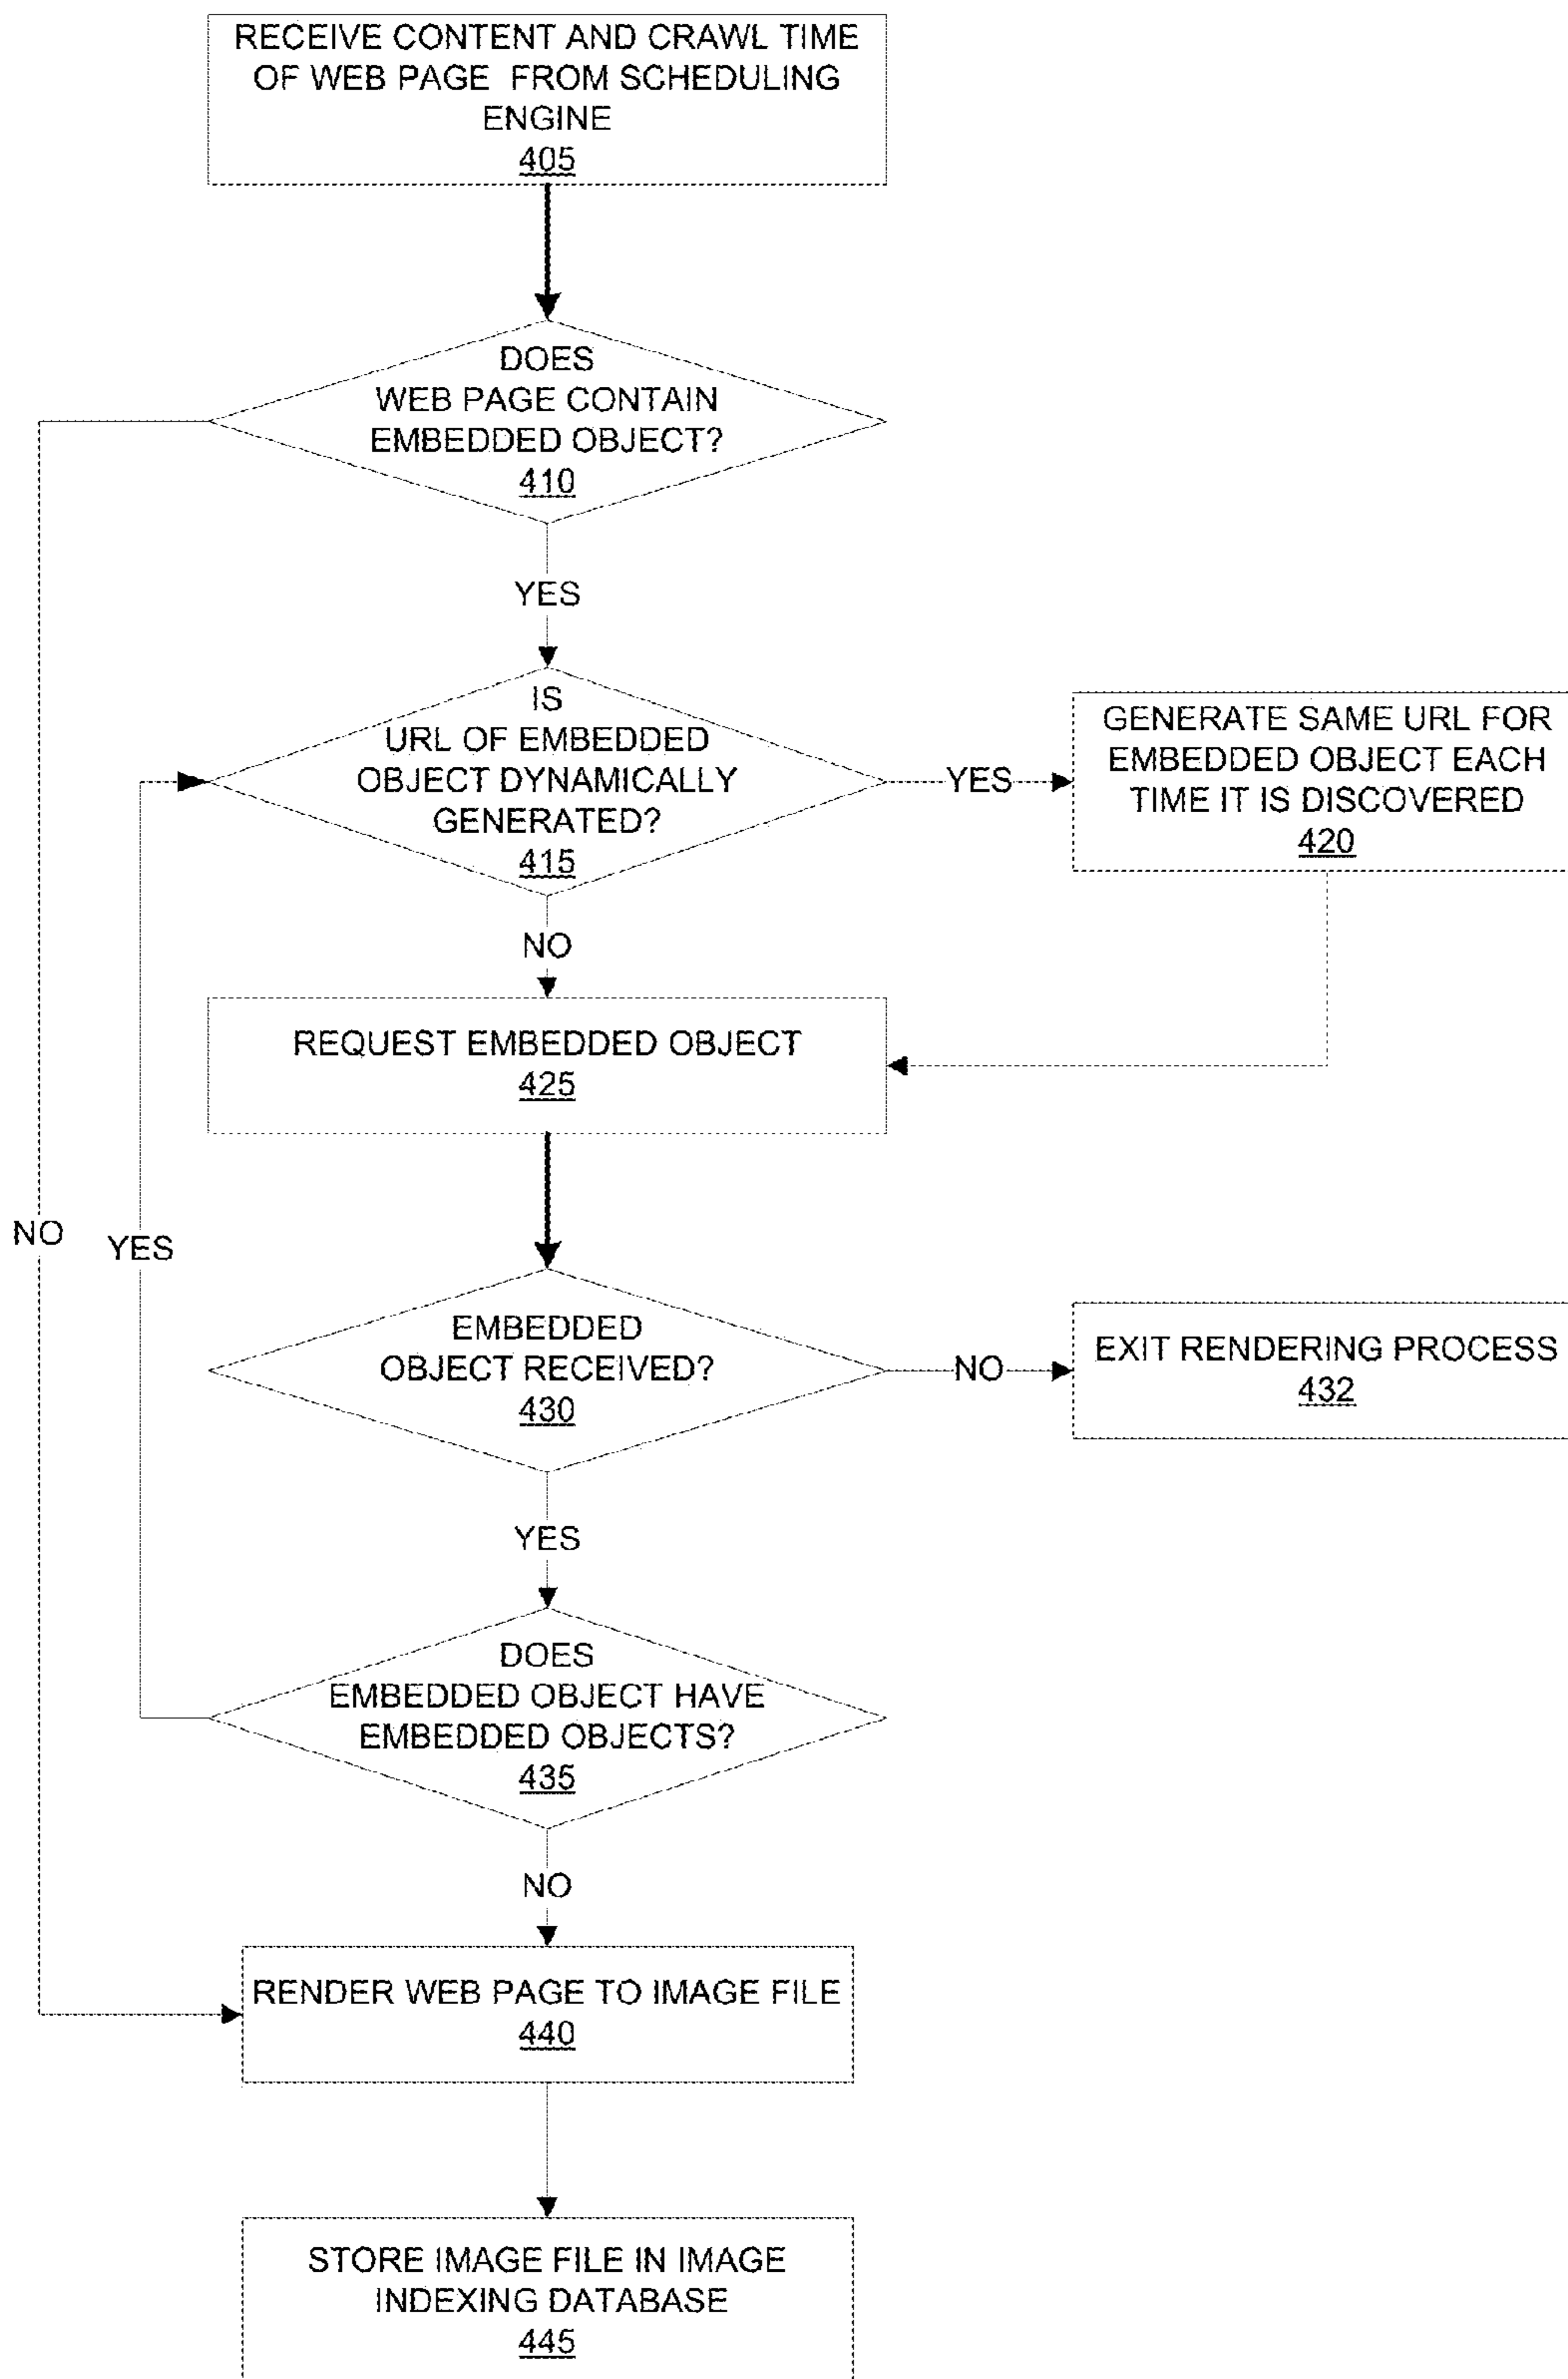 RECEIVE CONTENT AND CRAWL TIME
OF WEB PAGE FROM SCHEDULING
ENGINE
405
DOES
WEB PAGE CONTAIN
EMBEDDED OBJECT?
410
YES
IS
URL OF EMBEDDED
OBJECT DYNAMICALLY
GENERATED?
415
YES
GENERATE SAME URL FOR
EMBEDDED OBJECT EACH
TIME IT IS DISCOVERED
420
NO
REQUEST EMBEDDED OBJECT
425
NO
YES
EMBEDDED
OBJECT RECEIVED?
430
NO
EXIT RENDERING PROCESS
432
YES
DOES
EMBEDDED OBJECT HAVE
EMBEDDED OBJECTS?
435
NO
RENDER WEB PAGE TO IMAGE FILE
440
STORE IMAGE FILE IN IMAGE
INDEXING DATABASE
445